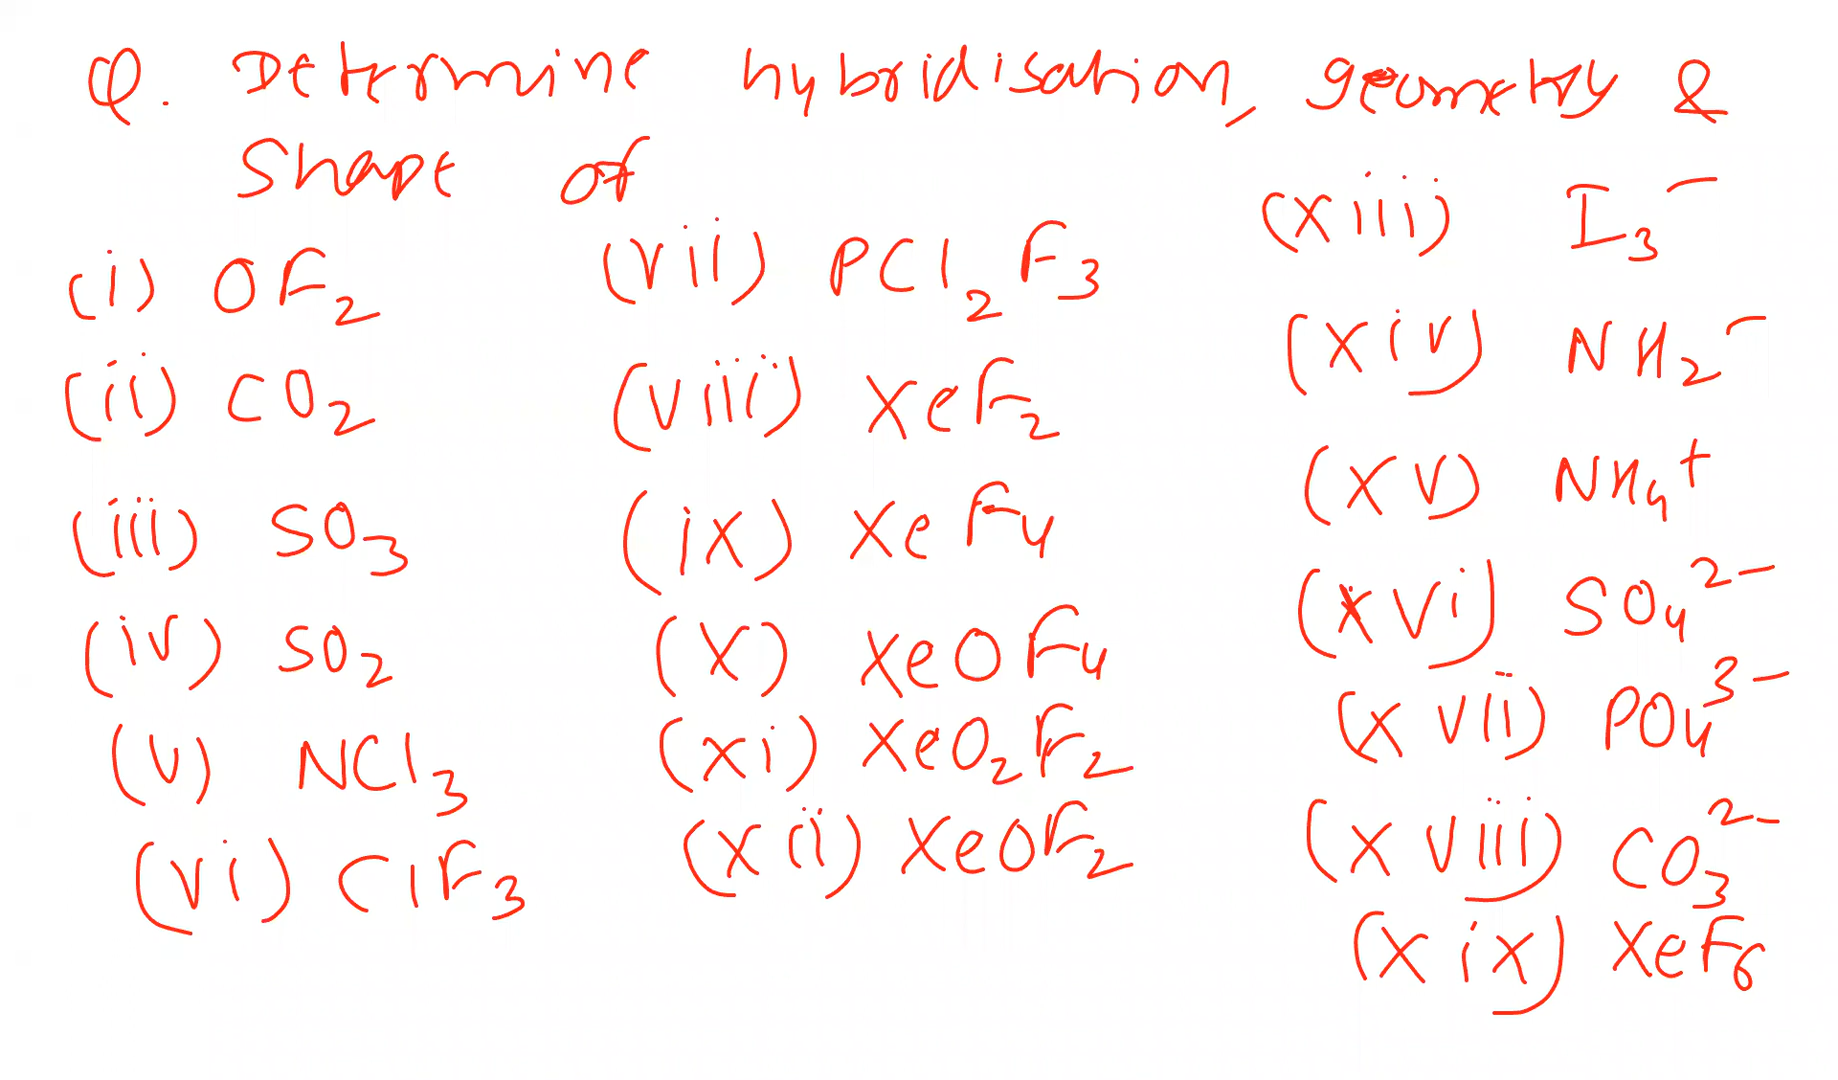 Q. Determine hybridisation, geometry &
Shape of
(i) OF₂
(ii) CO₂
(iii) SO₃
(iv) SO₂
(v) NCl₃
(vi) ClF₃
(vii) PCl₂F₃
(viii) XeF₂
(ix) XeF₄
(x) XeOF₄
(xi) XeO₂F₂
(xii) XeOF₂
(xiii) I₃⁻
(xiv) NH₂⁻
(xv) NH₄⁺
(xvi) SO₄²⁻
(xvii) PO₄³⁻
(xviii) CO₃²⁻
(xix) XeF₆